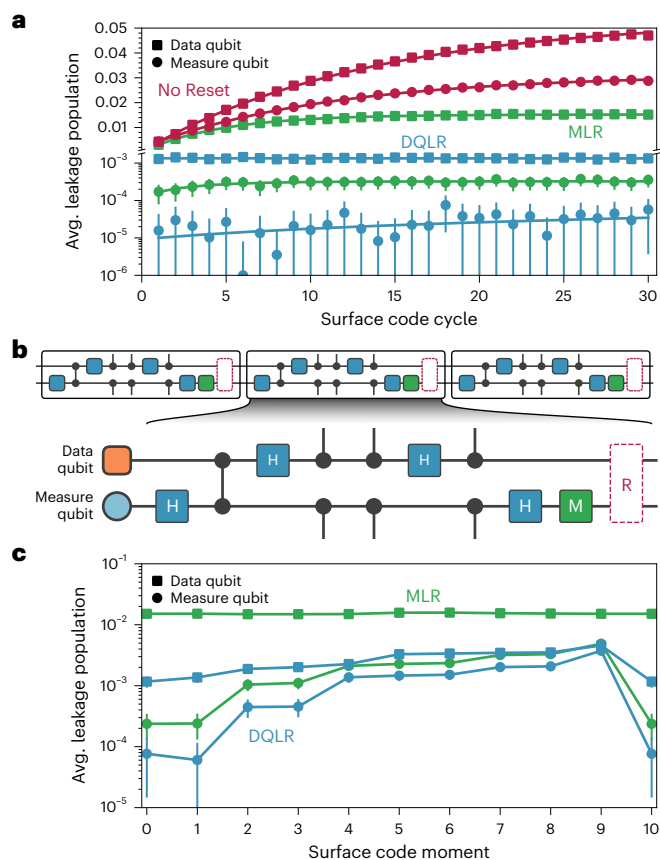 a
Data qubit
Measure qubit
No Reset
MLR
DQLR
Avg. leakage population
0.05
0.04
0.03
0.02
0.01
10⁻³
10⁻⁴
10⁻⁵
10⁻⁶
0 5 10 15 20 25 30
Surface code cycle
b
Data
qubit
Measure
qubit
H H H H M R
c
Data qubit
Measure qubit
MLR
DQLR
Avg. leakage population
10⁻¹
10⁻²
10⁻³
10⁻⁴
10⁻⁵
0 1 2 3 4 5 6 7 8 9 10
Surface code moment